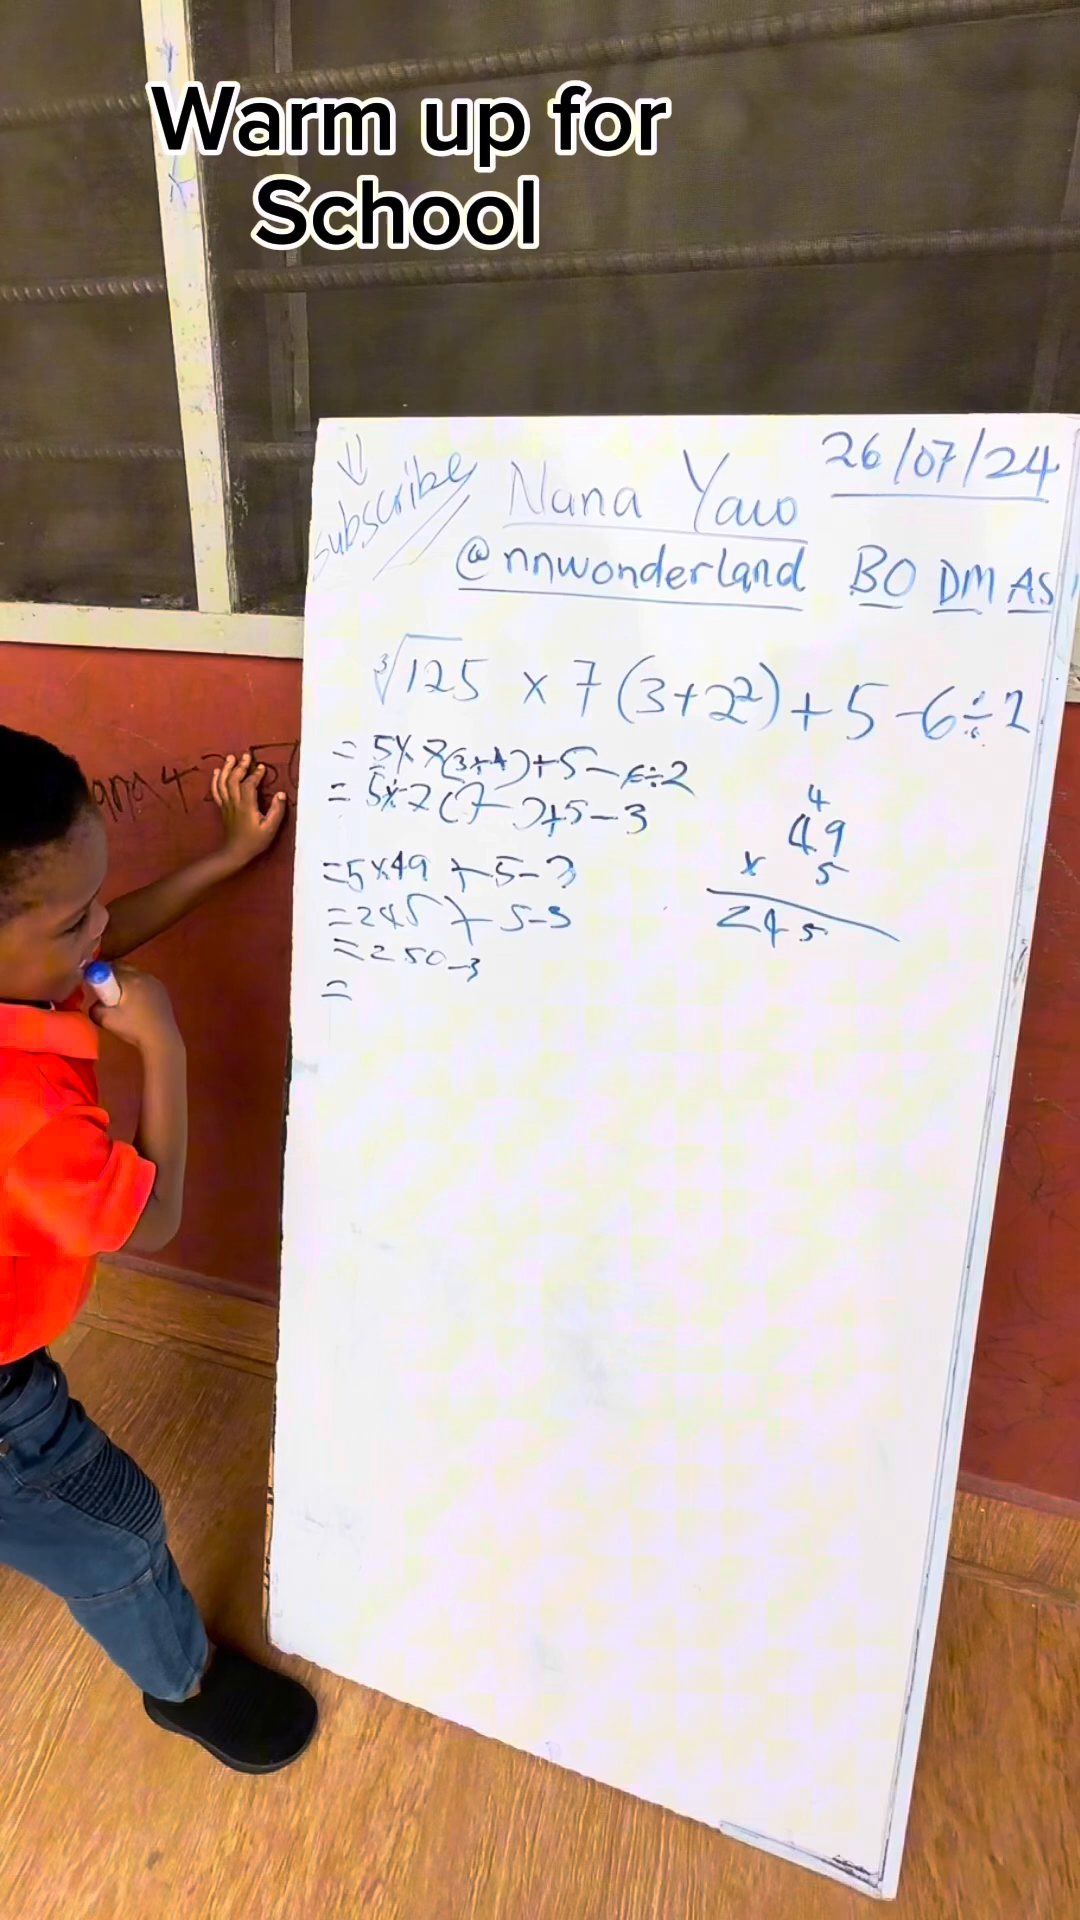 Warm up for
School
subscribe
Nana Yaw
26/07/24
@nnwonderland
BODMAS
∛125 × 7(3+2²)+5-6÷2
=5×7(3+4)+5-6÷2
=5×7(7)+5-3
=5×49+5-3
=245+5-3
=250-3
=
4
49
× 5
245